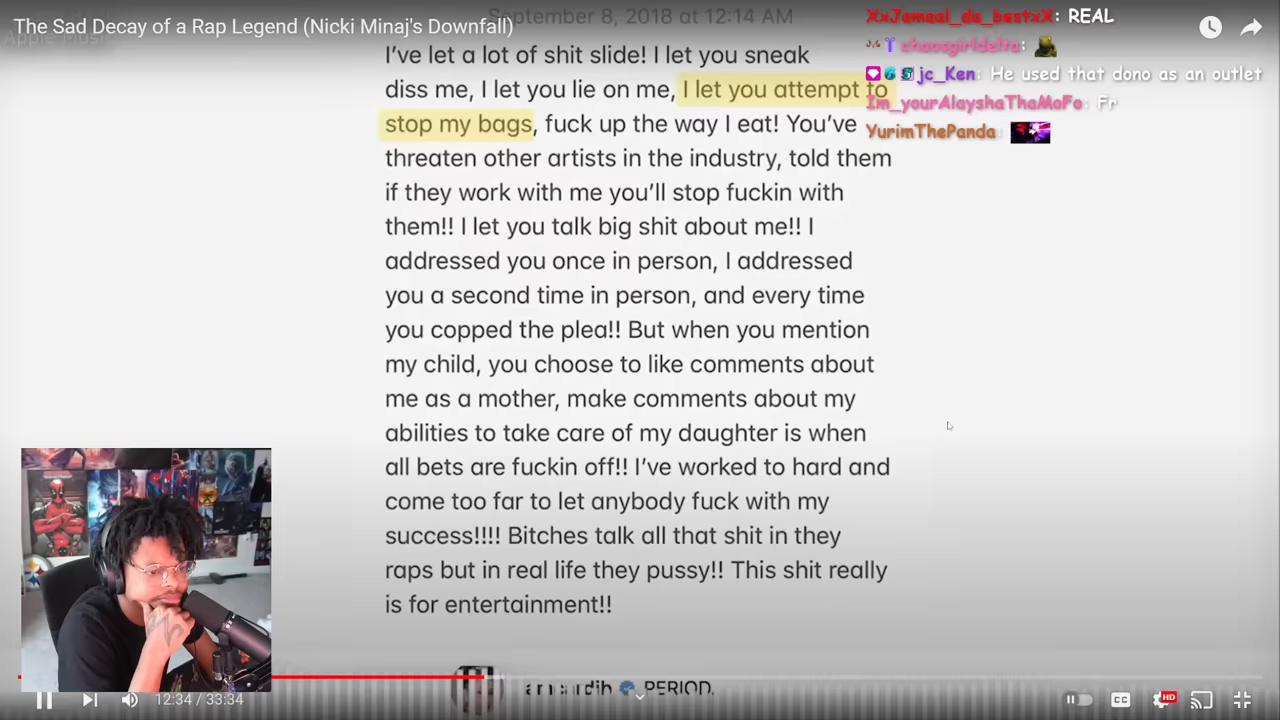 September 8, 2018 at 12:14 AM
The Sad Decay of a Rap Legend (Nicki Minaj's Downfall)
Apple Music
XxJamaal_da_bestxX: REAL
chaosgirldelta:
jc_Ken: He used that dono as an outlet
Im_yourAlayshaThaMoFo: Fr
YurimThePanda
I've let a lot of shit slide! I let you sneak
diss me, I let you lie on me, I let you attempt to
stop my bags, fuck up the way I eat! You've
threaten other artists in the industry, told them
if they work with me you'll stop fuckin with
them!! I let you talk big shit about me!! I
addressed you once in person, I addressed
you a second time in person, and every time
you copped the plea!! But when you mention
my child, you choose to like comments about
me as a mother, make comments about my
abilities to take care of my daughter is when
all bets are fuckin off!! I've worked to hard and
come too far to let anybody fuck with my
success!!!! Bitches talk all that shit in they
raps but in real life they pussy!! This shit really
is for entertainment!!
iamcardib PERIOD.
12:34 / 33:34
CC
HD